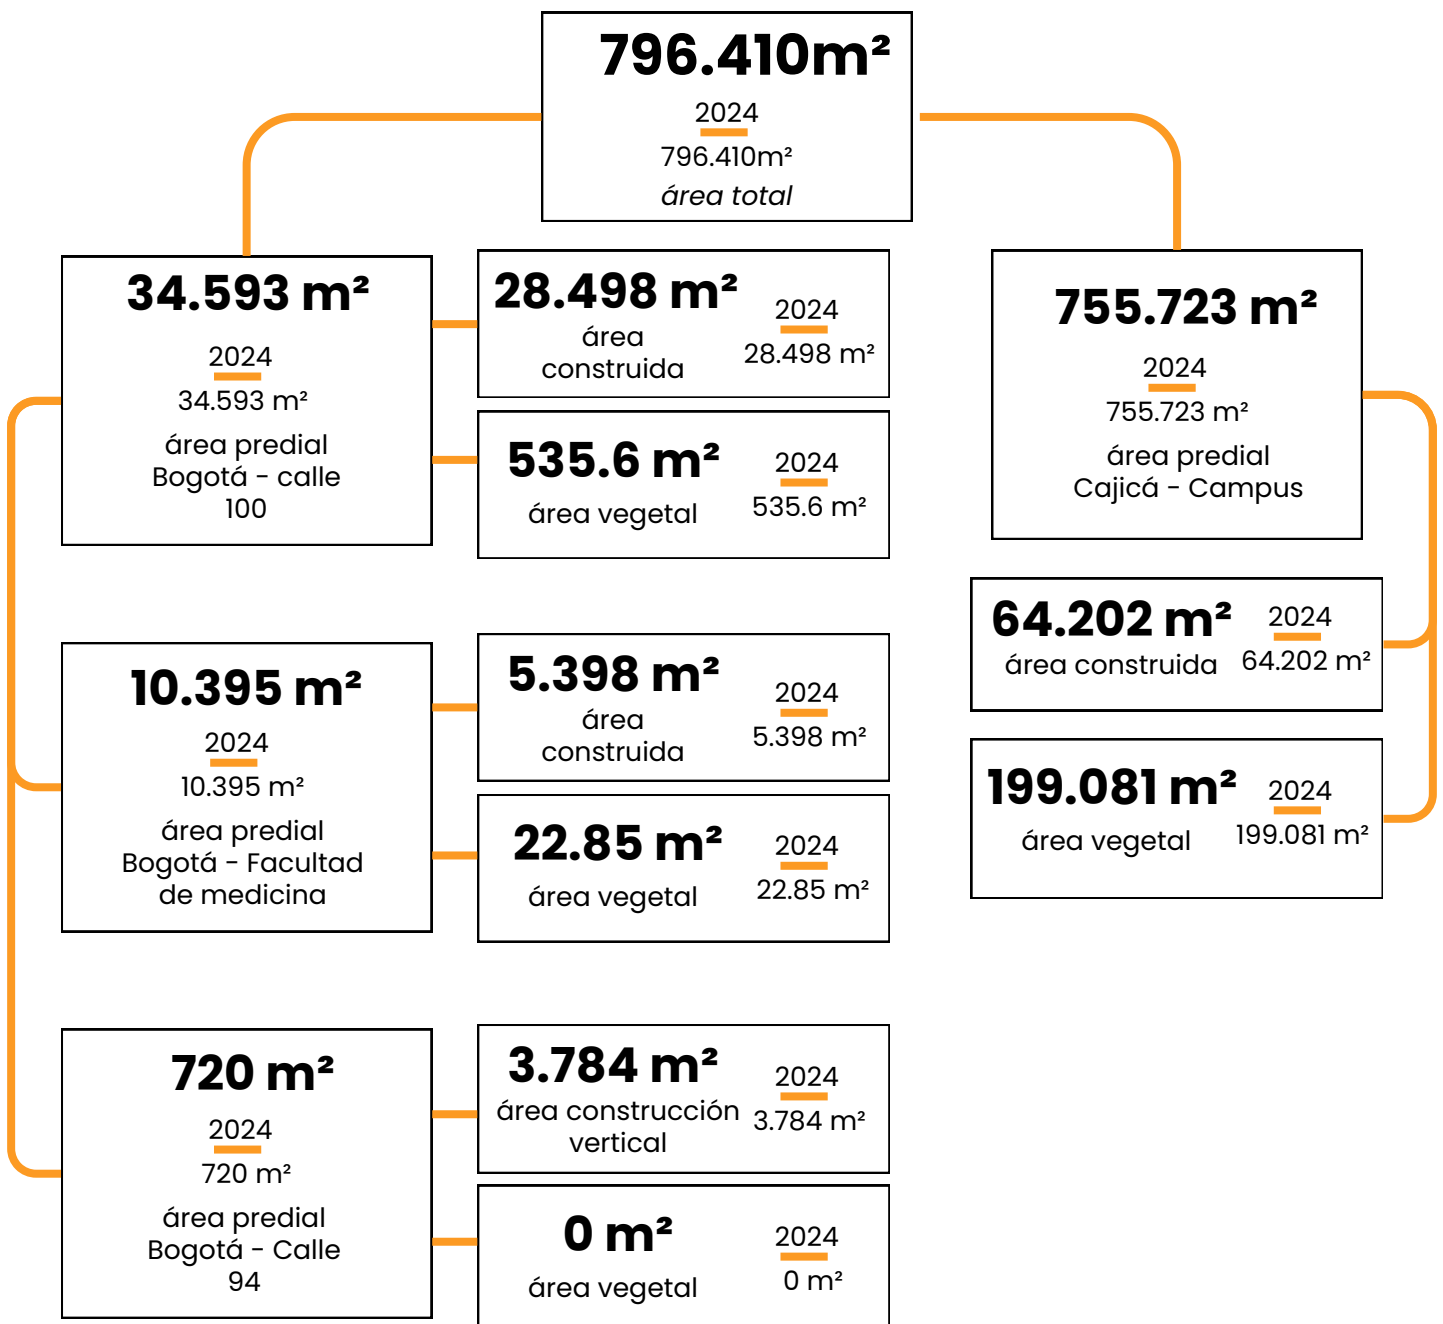 796.410m²
2024
796.410m²
área total
34.593 m²
2024
34.593 m²
área predial
Bogotá - calle
100
28.498 m²
área
construida
2024
28.498 m²
535.6 m²
área vegetal
2024
535.6 m²
755.723 m²
2024
755.723 m²
área predial
Cajicá - Campus
64.202 m²
área construida
2024
64.202 m²
199.081 m²
área vegetal
2024
199.081 m²
10.395 m²
2024
10.395 m²
área predial
Bogotá - Facultad
de medicina
5.398 m²
área
construida
2024
5.398 m²
22.85 m²
área vegetal
2024
22.85 m²
720 m²
2024
720 m²
área predial
Bogotá - Calle
94
3.784 m²
área construcción
vertical
2024
3.784 m²
0 m²
área vegetal
2024
0 m²